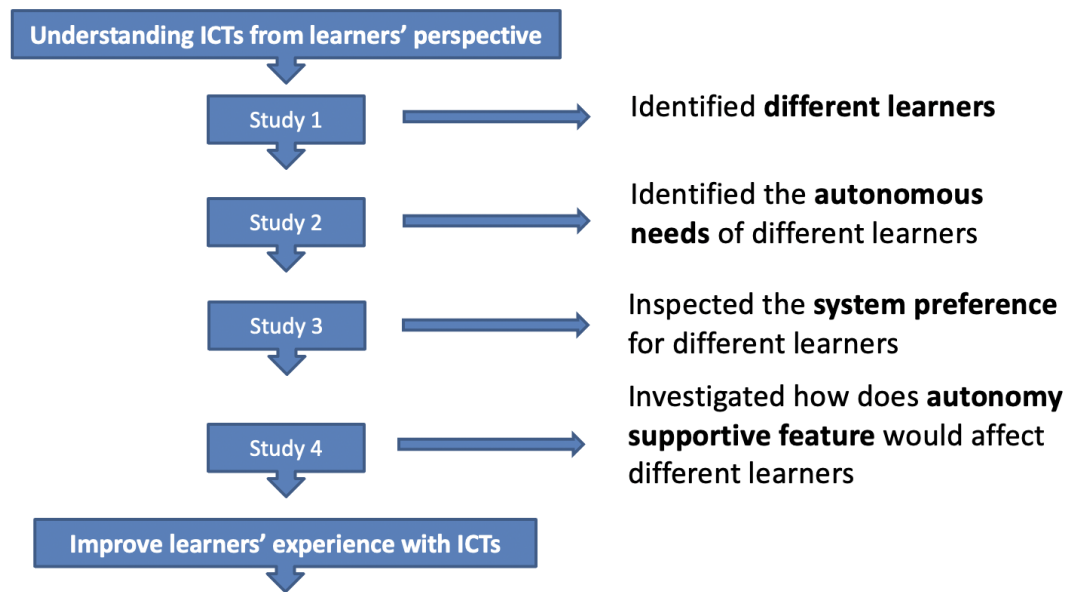 Understanding ICTs from learners’ perspective
Study 1
Identified different learners
Study 2
Identified the autonomous
needs of different learners
Study 3
Inspected the system preference
for different learners
Study 4
Investigated how does autonomy
supportive feature would affect
different learners
Improve learners’ experience with ICTs